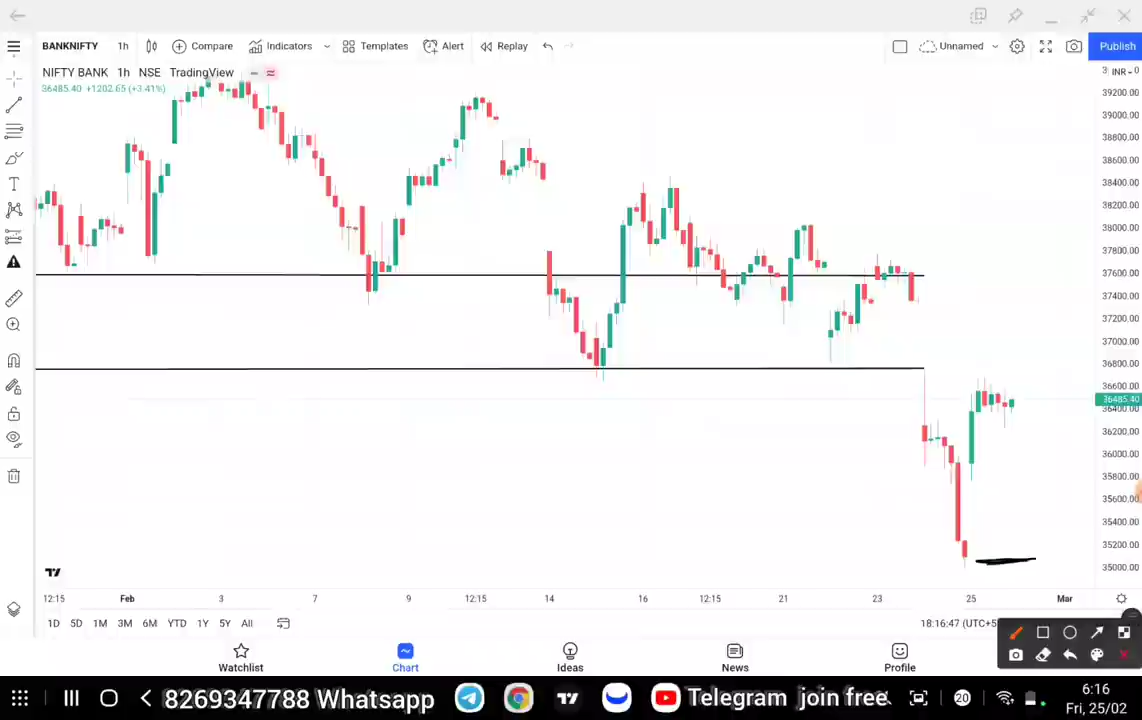 BANKNIFTY 1h Compare Indicators Templates Alert Replay Unnamed Publish
NIFTY BANK 1h NSE TradingView
36485.40 +1202.65 (+3.41%)
INR
39200.00
39000.00
38800.00
38600.00
38400.00
38200.00
38000.00
37800.00
37600.00
37400.00
37200.00
37000.00
36800.00
36600.00
36485.40
36400.00
36200.00
36000.00
35800.00
35600.00
35400.00
35200.00
35000.00
12:15 Feb 3 7 9 12:15 14 16 12:15 21 23 25 Mar
1D 5D 1M 3M 6M YTD 1Y 5Y All 18:16:47 (UTC+5
Watchlist Chart Ideas News Profile
8269347788 Whatsapp Telegram join free 20 6:16
Fri, 25/02